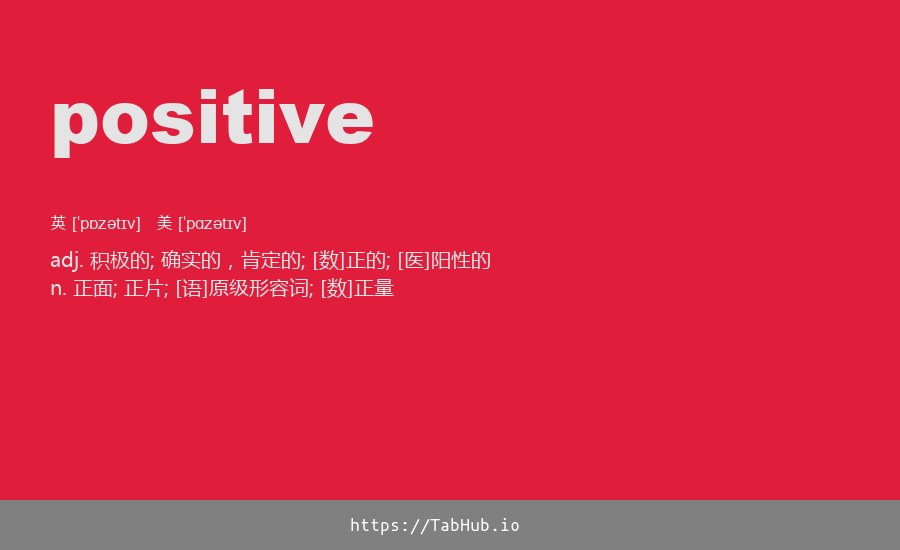 positive
英 [ˈpɒzətɪv] 美 [ˈpɑzətɪv]
adj. 积极的; 确实的，肯定的; [数]正的; [医]阳性的
n. 正面; 正片; [语]原级形容词; [数]正量
https://TabHub.io